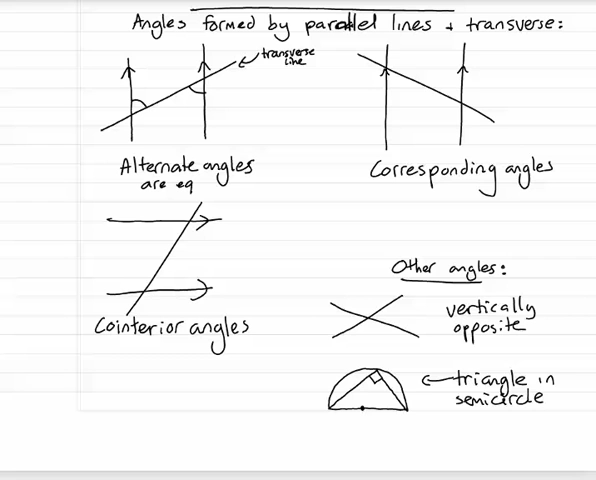 Angles formed by parallel lines + transverse:
transverse
line
Alternate angles
are eq
Corresponding angles
Cointerior angles
Other angles:
vertically
opposite
triangle in
semicircle